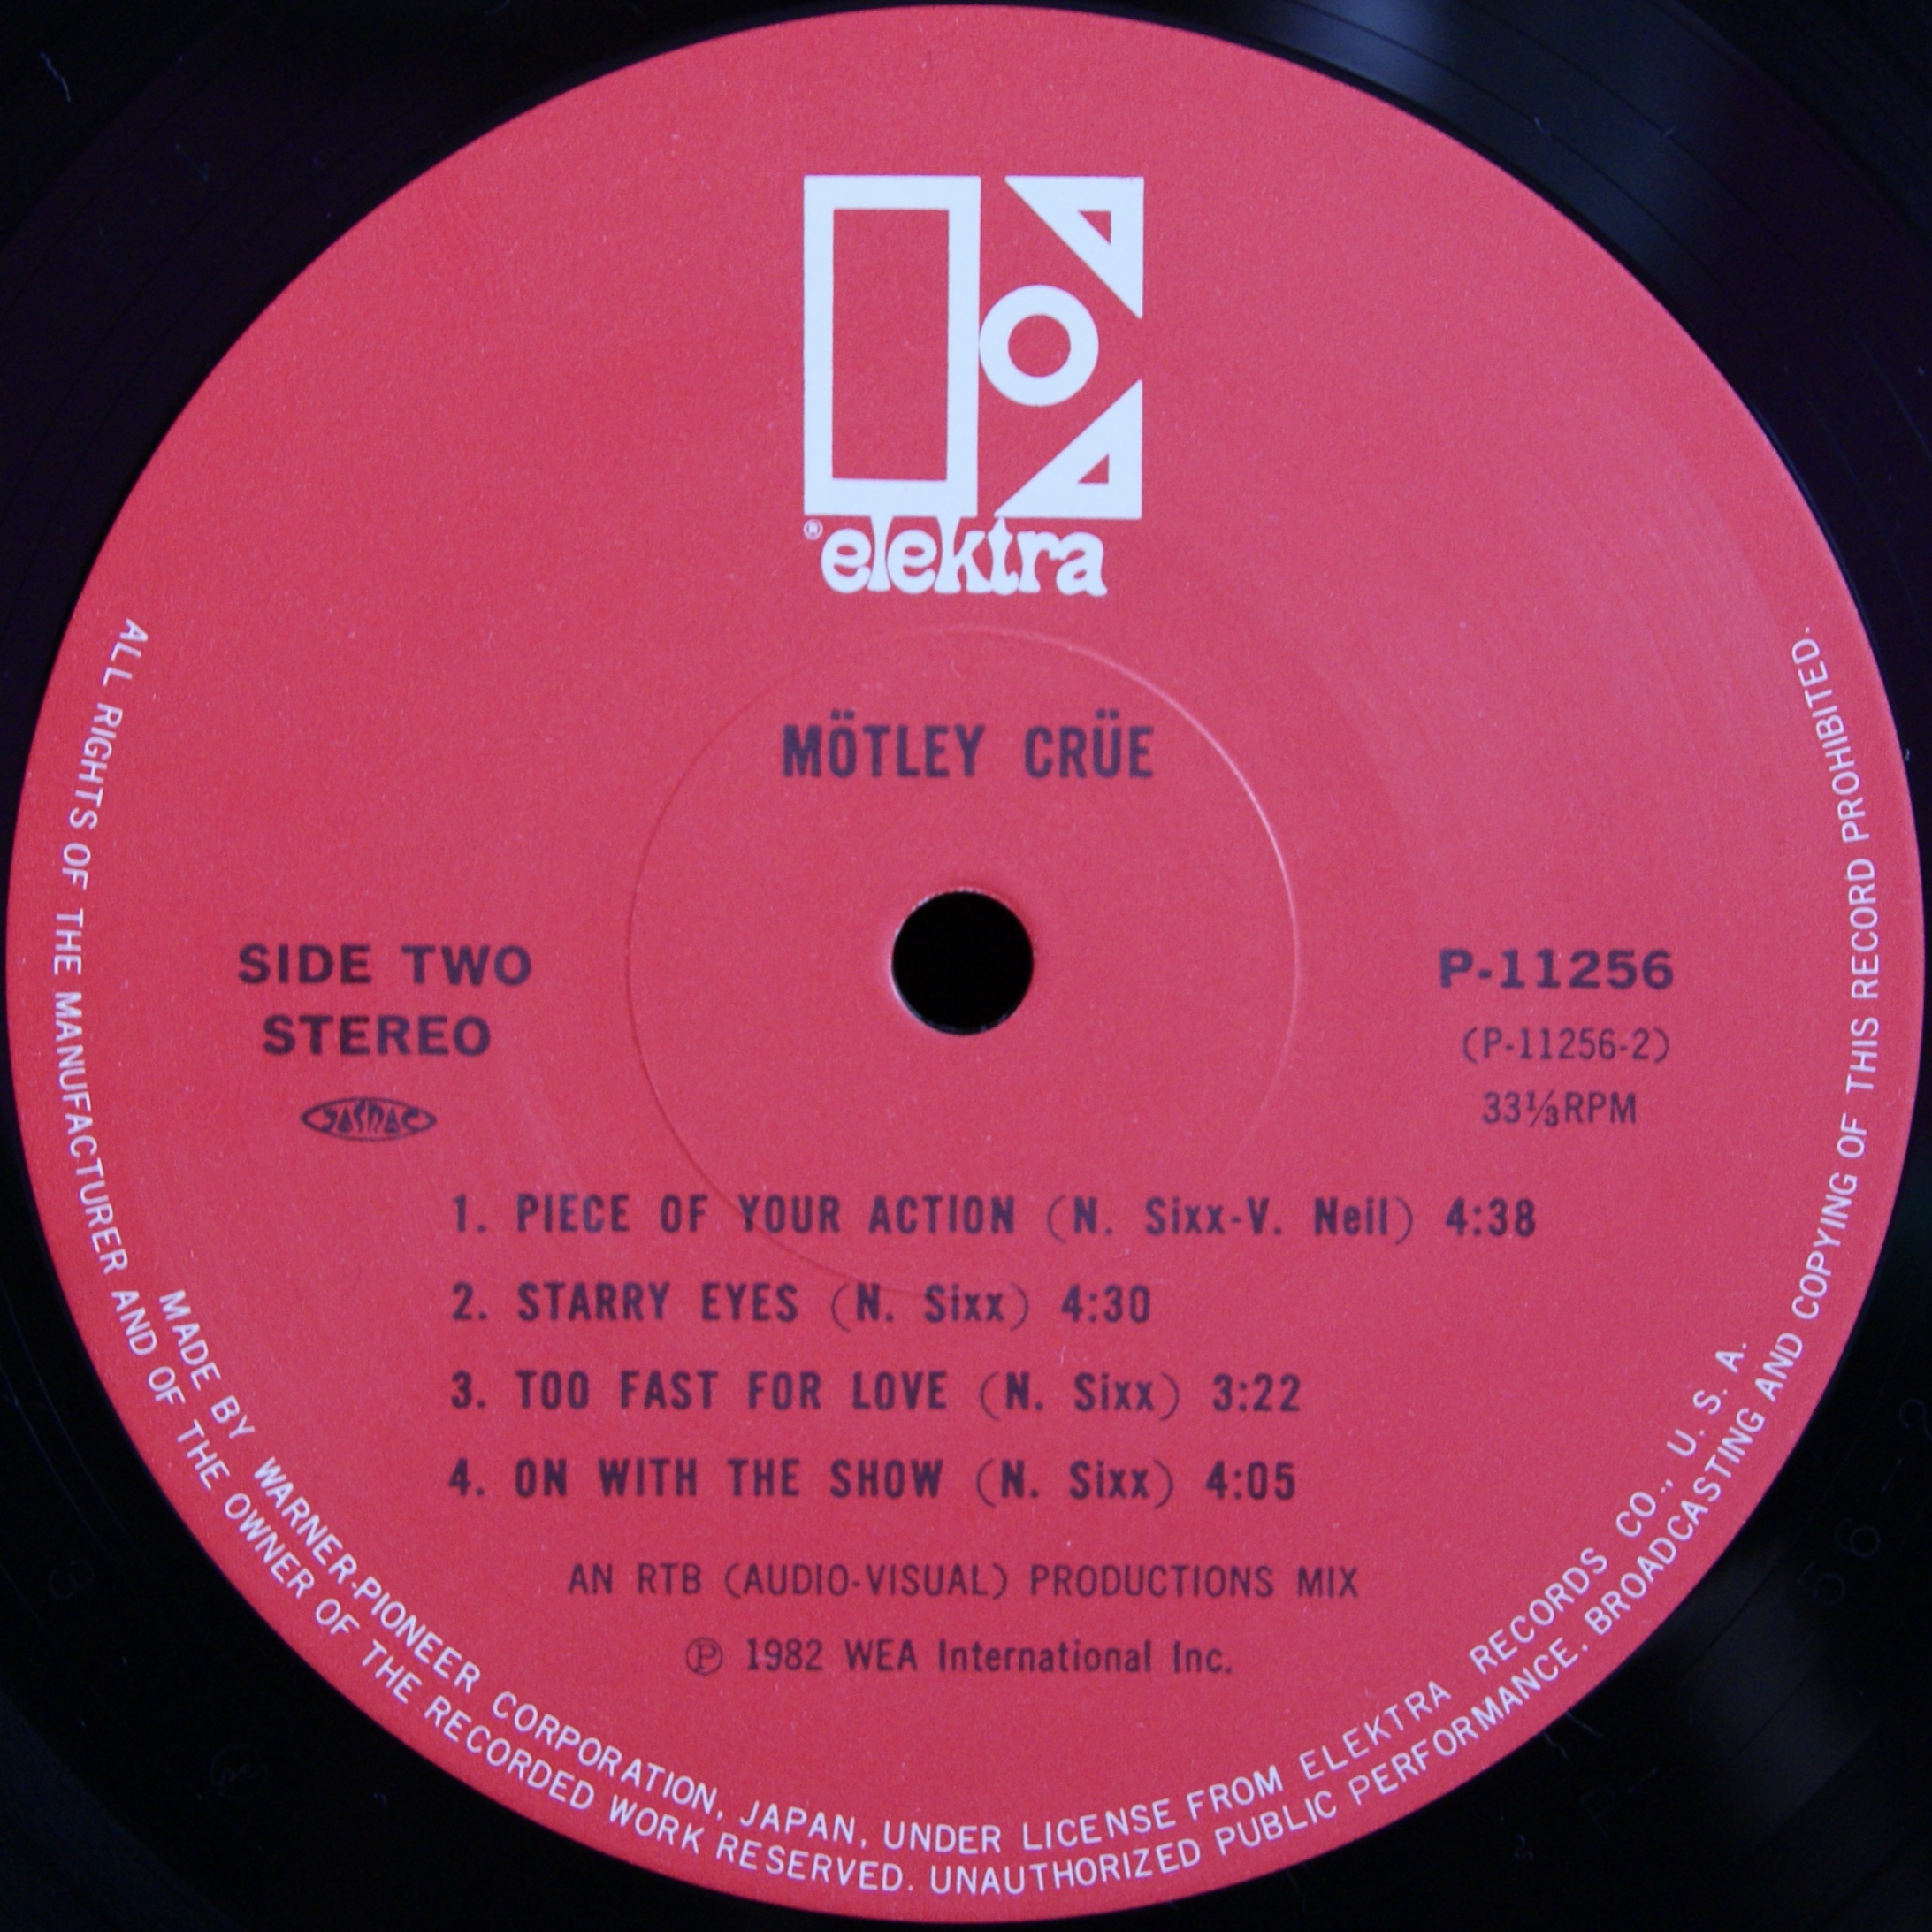 ® elektra
MÖTLEY CRÜE
SIDE TWO
STEREO
JASRAC
P-11256
(P-11256-2)
33⅓RPM
1. PIECE OF YOUR ACTION (N. Sixx-V. Neil) 4:38
2. STARRY EYES (N. Sixx) 4:30
3. TOO FAST FOR LOVE (N. Sixx) 3:22
4. ON WITH THE SHOW (N. Sixx) 4:05
AN RTB (AUDIO-VISUAL) PRODUCTIONS MIX
Ⓟ 1982 WEA International Inc.
MADE BY WARNER-PIONEER CORPORATION, JAPAN, UNDER LICENSE FROM ELEKTRA RECORDS CO., U. S. A.
ALL RIGHTS OF THE MANUFACTURER AND OF THE OWNER OF THE RECORDED WORK RESERVED. UNAUTHORIZED PUBLIC PERFORMANCE, BROADCASTING AND COPYING OF THIS RECORD PROHIBITED.